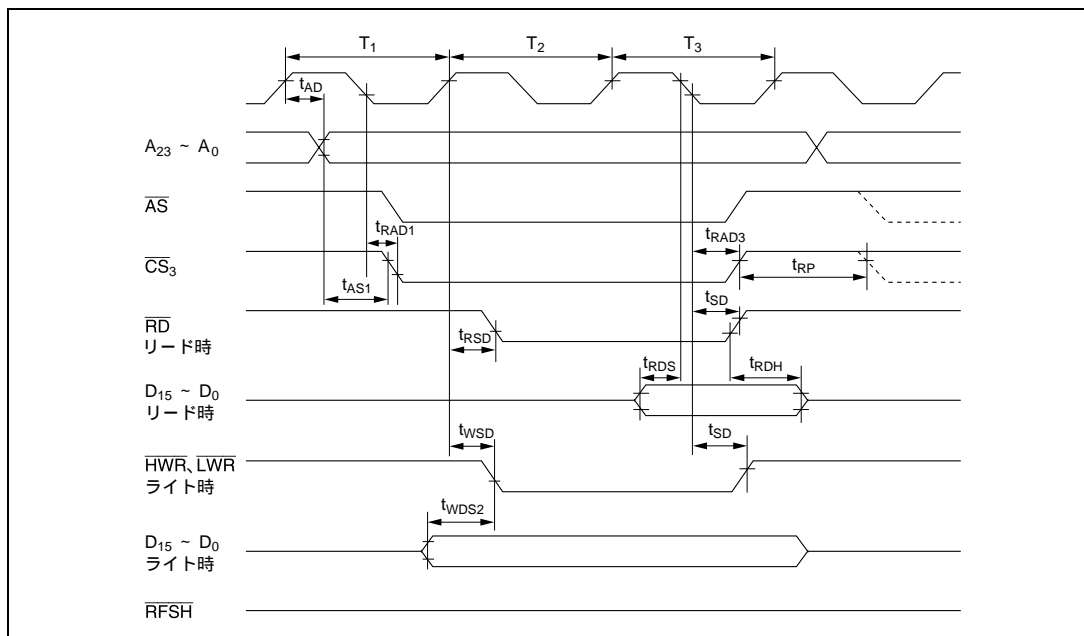 T1 T2 T3
tAD
A23 ~ A0
AS
tRAD1 tRAD3
CS3
tAS1 tRP
tSD
RD
リード時
tRSD
tRDS tRDH
D15 ~ D0
リード時
tWSD tSD
HWR、LWR
ライト時
tWDS2
D15 ~ D0
ライト時
RFSH